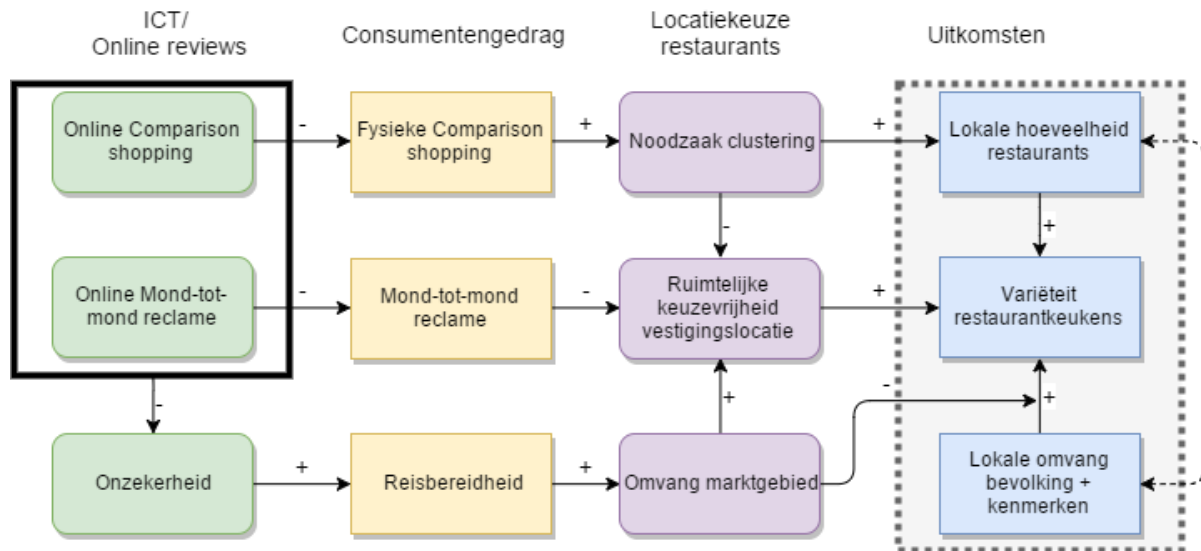 ICT/
Online reviews
Consumentengedrag
Locatiekeuze
restaurants
Uitkomsten
Online Comparison
shopping
-
Fysieke Comparison
shopping
+
Noodzaak clustering
+
Lokale hoeveelheid
restaurants
-
+
Online Mond-tot-
mond reclame
-
Mond-tot-mond
reclame
-
Ruimtelijke
keuzevrijheid
vestigingslocatie
+
Variëteit
restaurantkeukens
-
+
-
+
Onzekerheid
+
Reisbereidheid
+
Omvang marktgebied
Lokale omvang
bevolking +
kenmerken